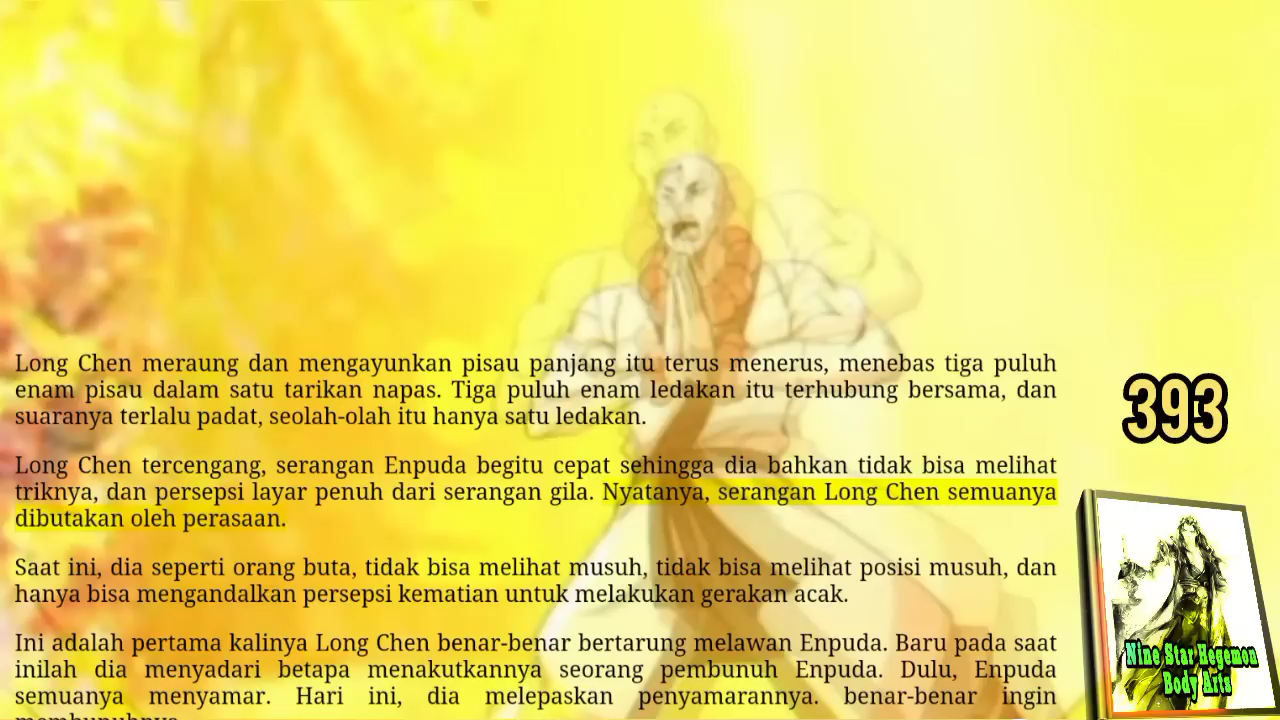 Long Chen meraung dan mengayunkan pisau panjang itu terus menerus, menebas tiga puluh
enam pisau dalam satu tarikan napas. Tiga puluh enam ledakan itu terhubung bersama, dan
suaranya terlalu padat, seolah-olah itu hanya satu ledakan.
Long Chen tercengang, serangan Enpuda begitu cepat sehingga dia bahkan tidak bisa melihat
triknya, dan persepsi layar penuh dari serangan gila. Nyatanya, serangan Long Chen semuanya
dibutakan oleh perasaan.
Saat ini, dia seperti orang buta, tidak bisa melihat musuh, tidak bisa melihat posisi musuh, dan
hanya bisa mengandalkan persepsi kematian untuk melakukan gerakan acak.
Ini adalah pertama kalinya Long Chen benar-benar bertarung melawan Enpuda. Baru pada saat
inilah dia menyadari betapa menakutkannya seorang pembunuh Enpuda. Dulu, Enpuda
semuanya menyamar. Hari ini, dia melepaskan penyamarannya. benar-benar ingin
393
Nine Star Hegemon
Body Arts